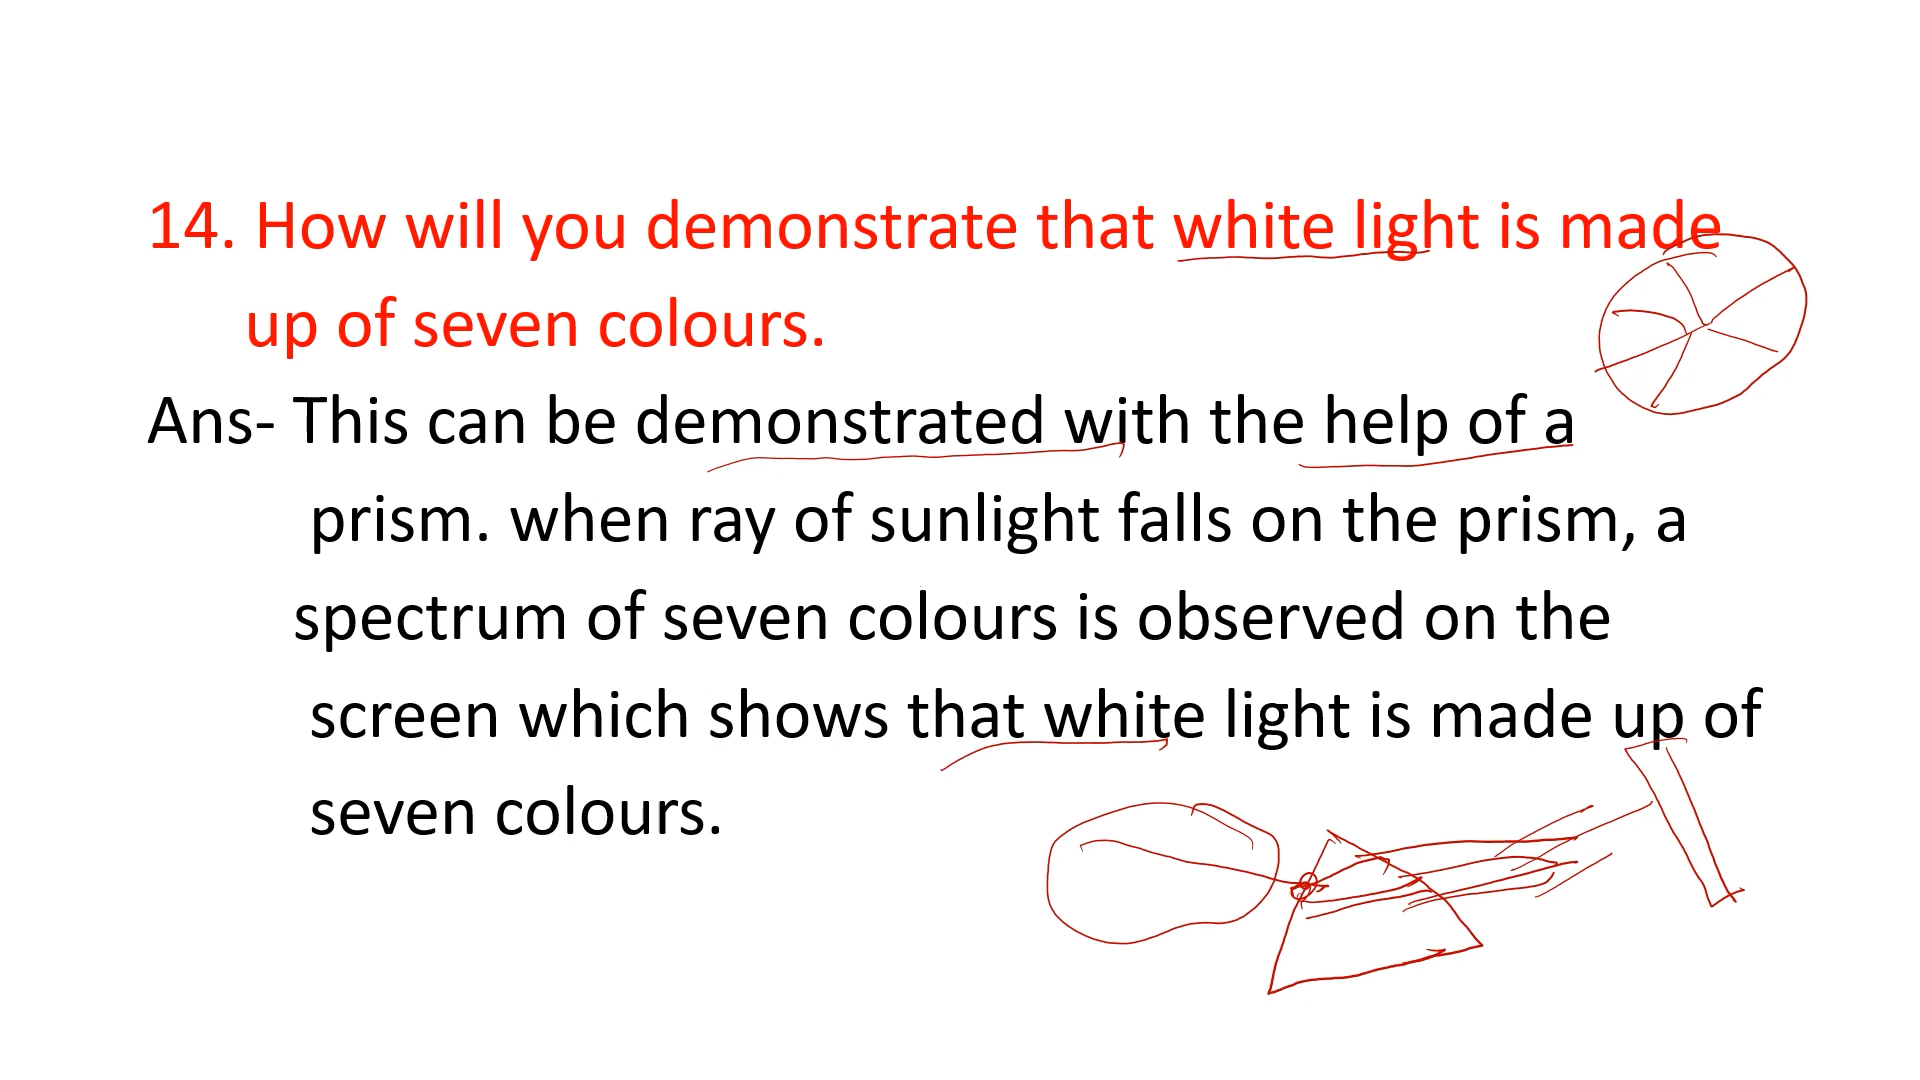 14. How will you demonstrate that white light is made
up of seven colours.
Ans- This can be demonstrated with the help of a
prism. when ray of sunlight falls on the prism, a
spectrum of seven colours is observed on the
screen which shows that white light is made up of
seven colours.